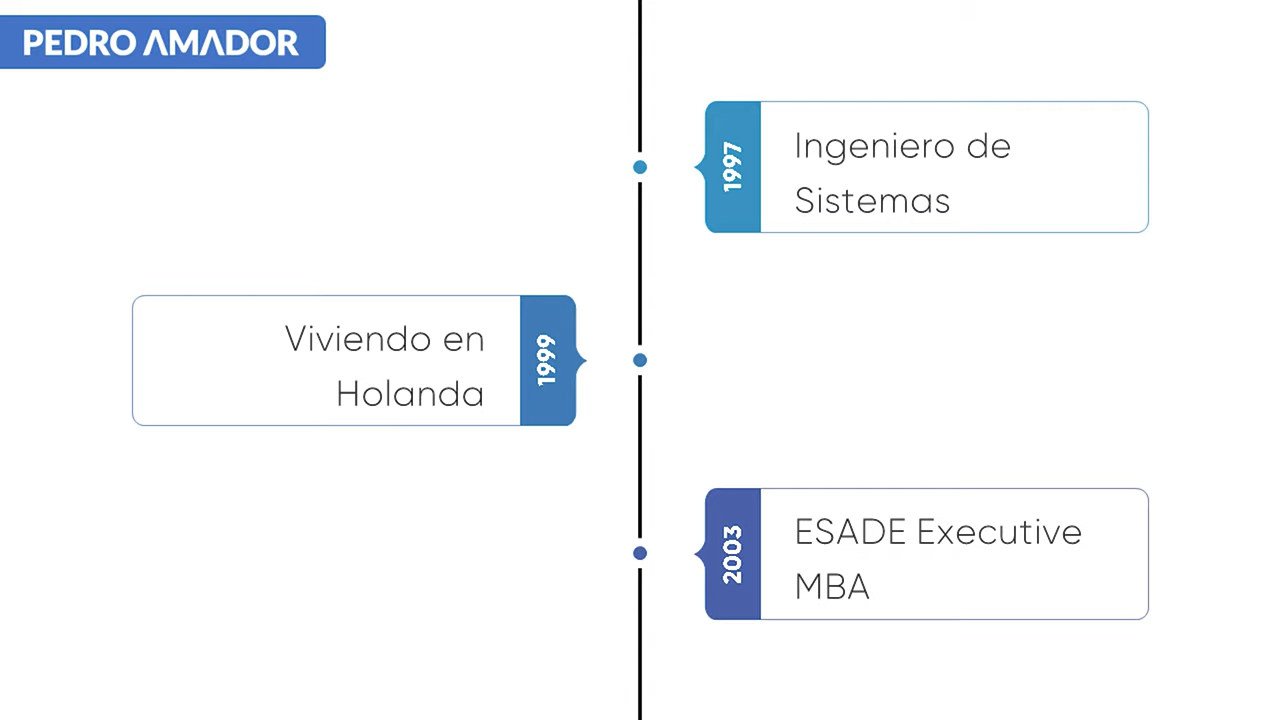 PEDRO AMADOR
1997
Ingeniero de
Sistemas
Viviendo en
Holanda
1999
2003
ESADE Executive
MBA